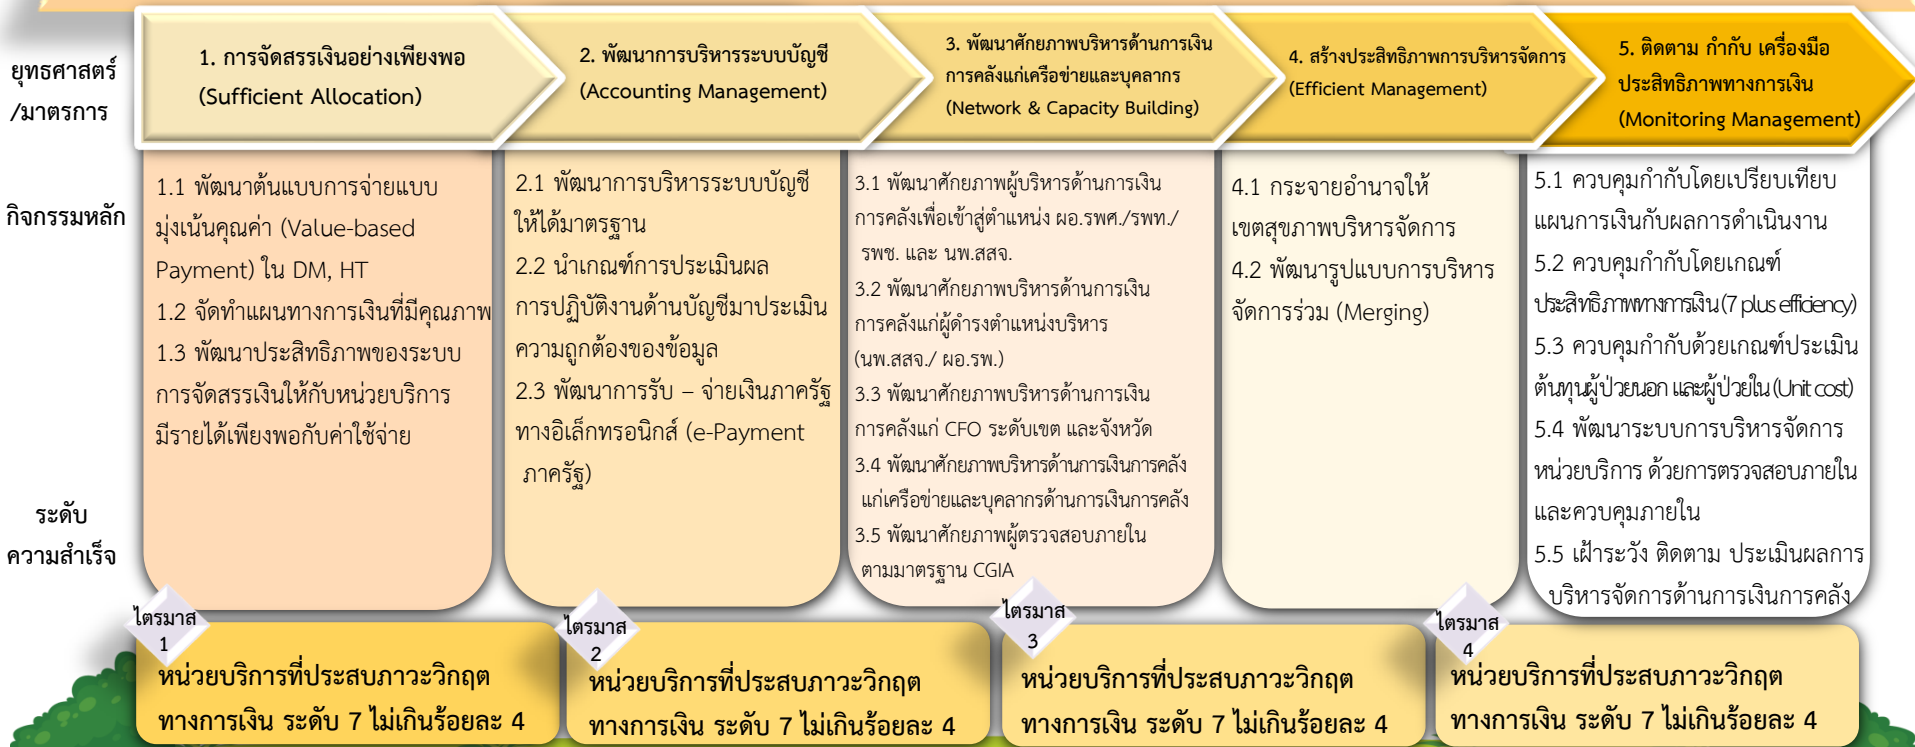 ยุทธศาสตร์
/มาตรการ
1. การจัดสรรเงินอย่างเพียงพอ
(Sufficient Allocation)
2. พัฒนาการบริหารระบบบัญชี
(Accounting Management)
3. พัฒนาศักยภาพบริหารด้านการเงิน
การคลังแก่เครือข่ายและบุคลากร
(Network & Capacity Building)
4. สร้างประสิทธิภาพการบริหารจัดการ
(Efficient Management)
5. ติดตาม กำกับ เครื่องมือ
ประสิทธิภาพทางการเงิน
(Monitoring Management)
กิจกรรมหลัก
1.1 พัฒนาต้นแบบการจ่ายแบบ
มุ่งเน้นคุณค่า (Value-based
Payment) ใน DM, HT
1.2 จัดทำแผนทางการเงินที่มีคุณภาพ
1.3 พัฒนาประสิทธิภาพของระบบ
การจัดสรรเงินให้กับหน่วยบริการ
มีรายได้เพียงพอกับค่าใช้จ่าย
2.1 พัฒนาการบริหารระบบบัญชี
ให้ได้มาตรฐาน
2.2 นำเกณฑ์การประเมินผล
การปฏิบัติงานด้านบัญชีมาประเมิน
ความถูกต้องของข้อมูล
2.3 พัฒนาการรับ – จ่ายเงินภาครัฐ
ทางอิเล็กทรอนิกส์ (e-Payment
ภาครัฐ)
3.1 พัฒนาศักยภาพผู้บริหารด้านการเงิน
การคลังเพื่อเข้าสู่ตำแหน่ง ผอ.รพศ./รพท./
รพช. และ นพ.สสจ.
3.2 พัฒนาศักยภาพบริหารด้านการเงิน
การคลังแก่ผู้ดำรงตำแหน่งบริหาร
(นพ.สสจ./ ผอ.รพ.)
3.3 พัฒนาศักยภาพบริหารด้านการเงิน
การคลังแก่ CFO ระดับเขต และจังหวัด
3.4 พัฒนาศักยภาพบริหารด้านการเงินการคลัง
แก่เครือข่ายและบุคลากรด้านการเงินการคลัง
3.5 พัฒนาศักยภาพผู้ตรวจสอบภายใน
ตามมาตรฐาน CGIA
4.1 กระจายอำนาจให้
เขตสุขภาพบริหารจัดการ
4.2 พัฒนารูปแบบการบริหาร
จัดการร่วม (Merging)
5.1 ควบคุมกำกับโดยเปรียบเทียบ
แผนการเงินกับผลการดำเนินงาน
5.2 ควบคุมกำกับโดยเกณฑ์
ประสิทธิภาพทางการเงิน (7 plus efficiency)
5.3 ควบคุมกำกับด้วยเกณฑ์ประเมิน
ต้นทุนผู้ป่วยนอก และผู้ป่วยใน (Unit cost)
5.4 พัฒนาระบบการบริหารจัดการ
หน่วยบริการ ด้วยการตรวจสอบภายใน
และควบคุมภายใน
5.5 เฝ้าระวัง ติดตาม ประเมินผลการ
บริหารจัดการด้านการเงินการคลัง
ระดับ
ความสำเร็จ
ไตรมาส
1
หน่วยบริการที่ประสบภาวะวิกฤต
ทางการเงิน ระดับ 7 ไม่เกินร้อยละ 4
ไตรมาส
2
หน่วยบริการที่ประสบภาวะวิกฤต
ทางการเงิน ระดับ 7 ไม่เกินร้อยละ 4
ไตรมาส
3
หน่วยบริการที่ประสบภาวะวิกฤต
ทางการเงิน ระดับ 7 ไม่เกินร้อยละ 4
ไตรมาส
4
หน่วยบริการที่ประสบภาวะวิกฤต
ทางการเงิน ระดับ 7 ไม่เกินร้อยละ 4